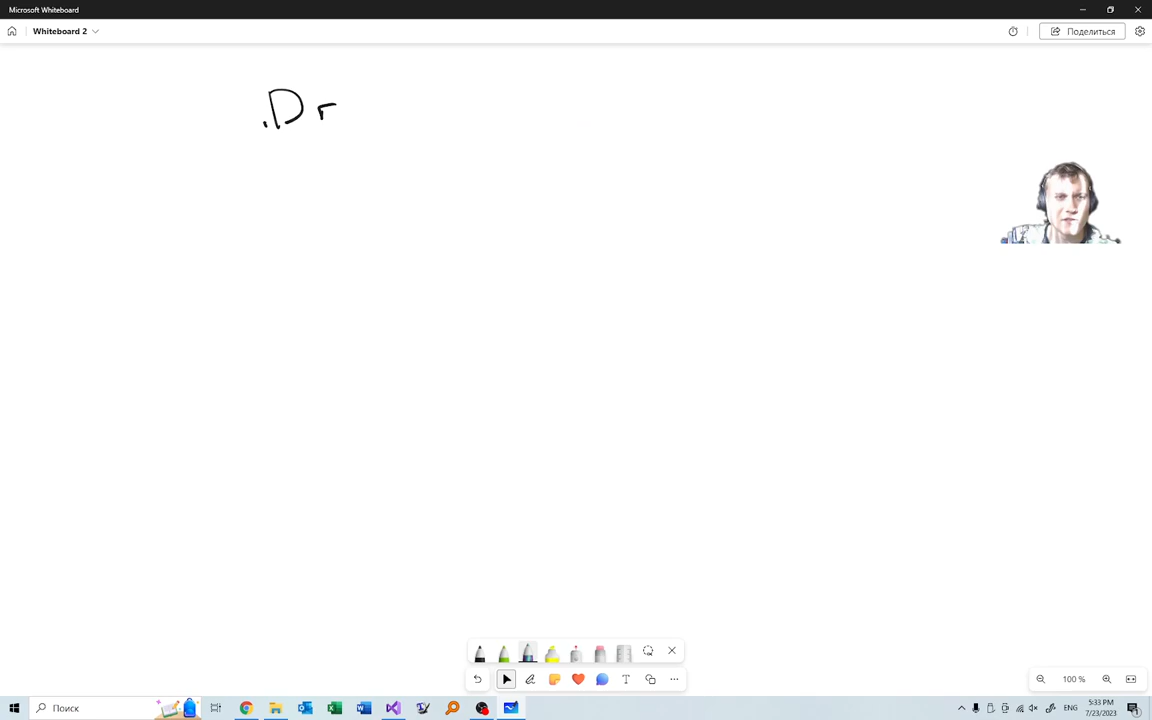 Microsoft Whiteboard
Whiteboard 2
Поделиться
.Dr
100 %
Поиск
ENG
5:33 PM
7/23/2023